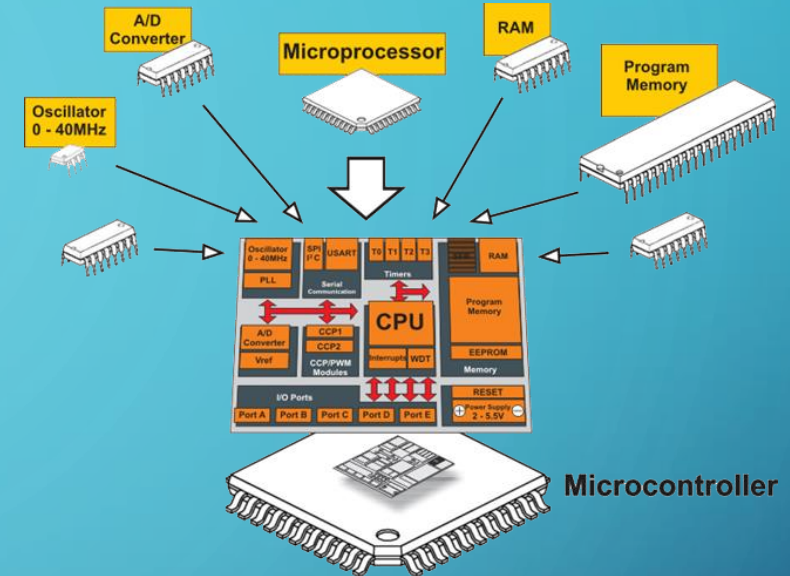 A/D
Converter
Microprocessor
RAM
Program
Memory
Oscillator
0 - 40MHz
Oscillator
0 - 40MHz
PLL
SPI
I²C
USART
Serial
Communication
T0 T1 T2 T3
Timers
RAM
Program
Memory
EEPROM
Memory
A/D
Converter
Vref
CCP1
CCP2
CCP/PWM
Modules
CPU
Interrupts
WDT
I/O Ports
Port A Port B Port C Port D Port E
RESET
Power Supply
2 - 5.5V
Microcontroller